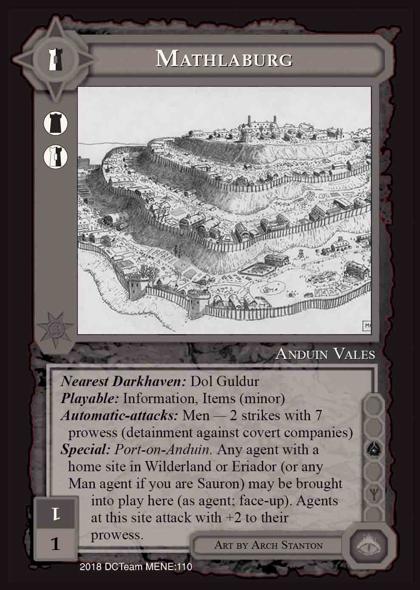 Mathlaburg
Anduin Vales
Nearest Darkhaven: Dol Guldur
Playable: Information, Items (minor)
Automatic-attacks: Men — 2 strikes with 7
prowess (detainment against covert companies)
Special: Port-on-Anduin. Any agent with a
home site in Wilderland or Eriador (or any
Man agent if you are Sauron) may be brought
into play here (as agent; face-up). Agents
at this site attack with +2 to their
prowess.
1
1
Art by Arch Stanton
2018 DCTeam MENE:110